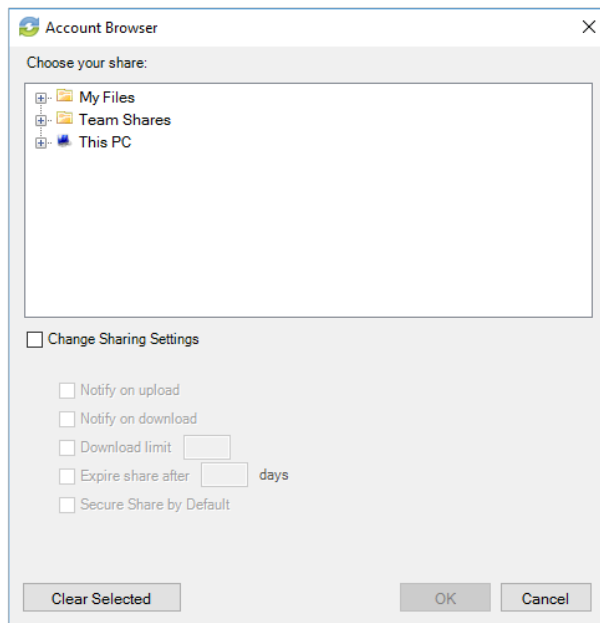 Account Browser
Choose your share:
My Files
Team Shares
This PC
Change Sharing Settings
Notify on upload
Notify on download
Download limit
Expire share after days
Secure Share by Default
Clear Selected OK Cancel